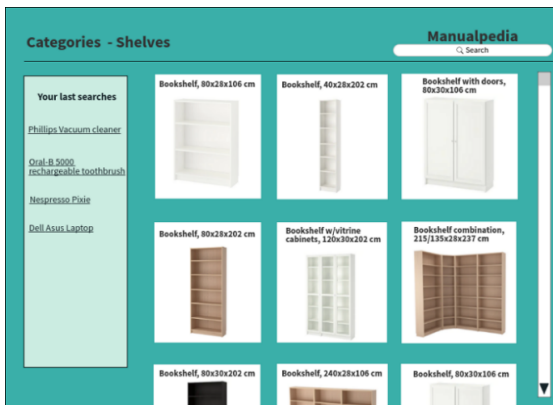 Categories - Shelves
Manualpedia
Search
Your last searches
Phillips Vacuum cleaner
Oral-B 5000
rechargeable toothbrush
Nespresso Pixie
Dell Asus Laptop
Bookshelf, 80x28x106 cm
Bookshelf, 40x28x202 cm
Bookshelf with doors,
80x30x106 cm
Bookshelf, 80x28x202 cm
Bookshelf w/vitrine
cabinets, 120x30x202 cm
Bookshelf combination,
215/135x28x237 cm
Bookshelf, 80x30x202 cm
Bookshelf, 240x28x106 cm
Bookshelf, 80x30x106 cm